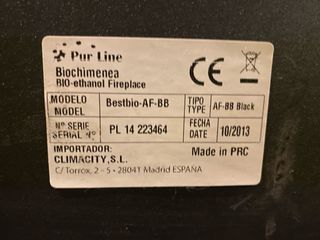 Pur Line
Biochimenea
BIO-ethanol Fireplace
CE
MODELO Bestbio-AF-BB TIPO AF-BB Black
MODEL TYPE
Nº SERIE PL 14 223464 FECHA 10/2013
SERIAL Nº DATE
IMPORTADOR: Made in PRC
CLIMACITY, S.L.
C/ Torrox, 2 - 5 • 28041 Madrid ESPAÑA